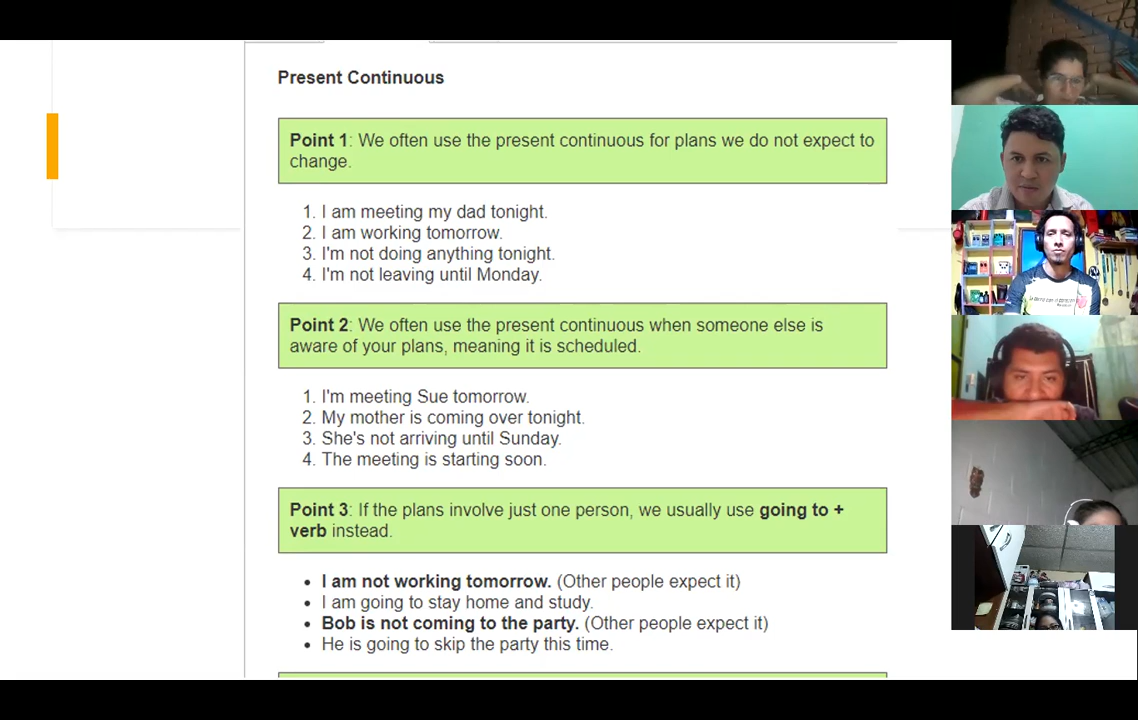 Present Continuous
Point 1: We often use the present continuous for plans we do not expect to
change.
1. I am meeting my dad tonight.
2. I am working tomorrow.
3. I'm not doing anything tonight.
4. I'm not leaving until Monday.
Point 2: We often use the present continuous when someone else is
aware of your plans, meaning it is scheduled.
1. I'm meeting Sue tomorrow.
2. My mother is coming over tonight.
3. She's not arriving until Sunday.
4. The meeting is starting soon.
Point 3: If the plans involve just one person, we usually use going to +
verb instead.
• I am not working tomorrow. (Other people expect it)
• I am going to stay home and study.
• Bob is not coming to the party. (Other people expect it)
• He is going to skip the party this time.